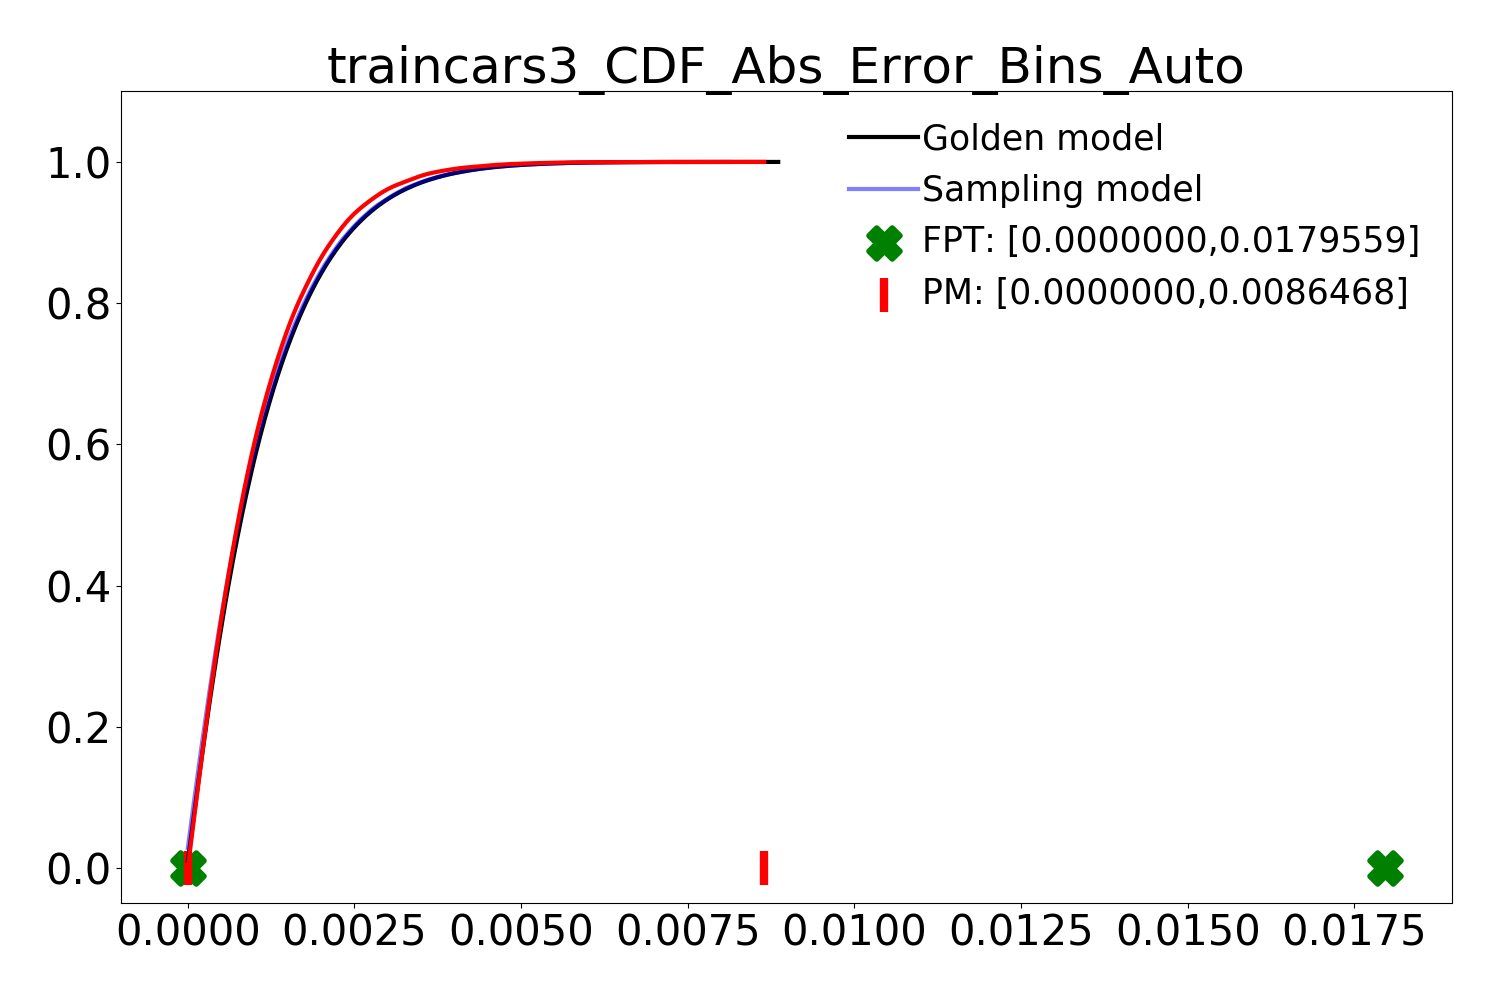 traincars3_CDF_Abs_Error_Bins_Auto
1.0
0.8
0.6
0.4
0.2
0.0
Golden model
Sampling model
FPT: [0.0000000,0.0179559]
PM: [0.0000000,0.0086468]
0.0000 0.0025 0.0050 0.0075 0.0100 0.0125 0.0150 0.0175